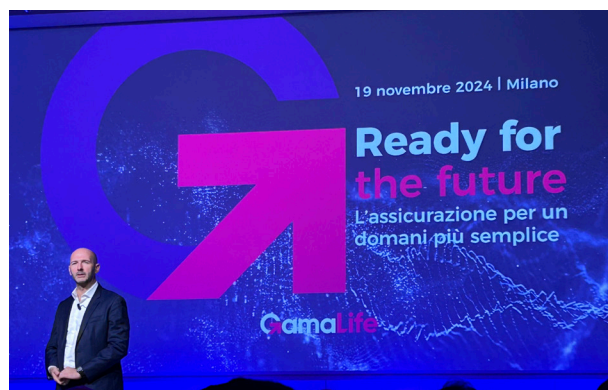 19 novembre 2024 | Milano
Ready for
the future
L'assicurazione per un
domani più semplice
GamaLife